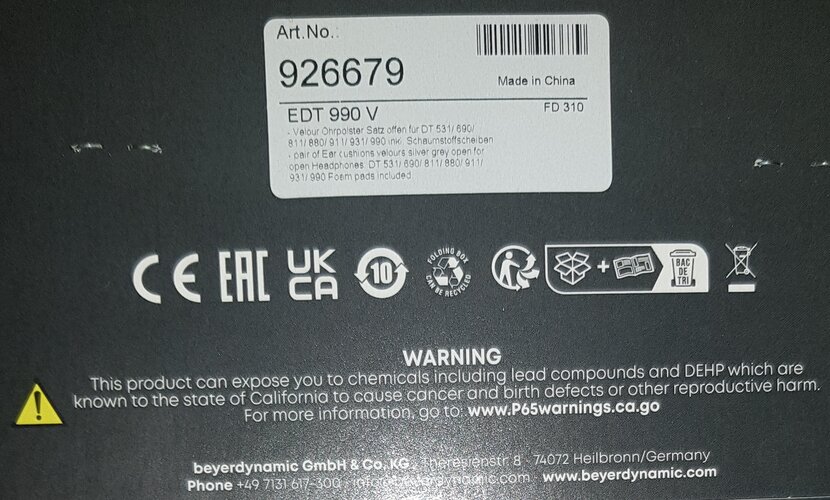 Art.No.:
926679
Made in China
EDT 990 V
FD 310
- Velour Ohrpolster Satz offen für DT 531/ 690/
811/ 880/ 911/ 931/ 990 inkl. Schaumstoffscheiben
- pair of Ear cushions velours silver grey open for
open Headphones: DT 531/ 690/ 811/ 880/ 911/
931/ 990 Foem pads included
CE EAC UK
CA
10
FOLDING BOX
CAN BE RECYCLED
+
BAC
DE
TRI
WARNING
This product can expose you to chemicals including lead compounds and DEHP which are
known to the state of California to cause cancer and birth defects or other reproductive harm.
For more information, go to: www.P65warnings.ca.go
beyerdynamic GmbH & Co. KG · Theresienstr. 8 · 74072 Heilbronn/Germany
Phone +49 7131 617-300 · info@beyerdynamic.com · www.beyerdynamic.com